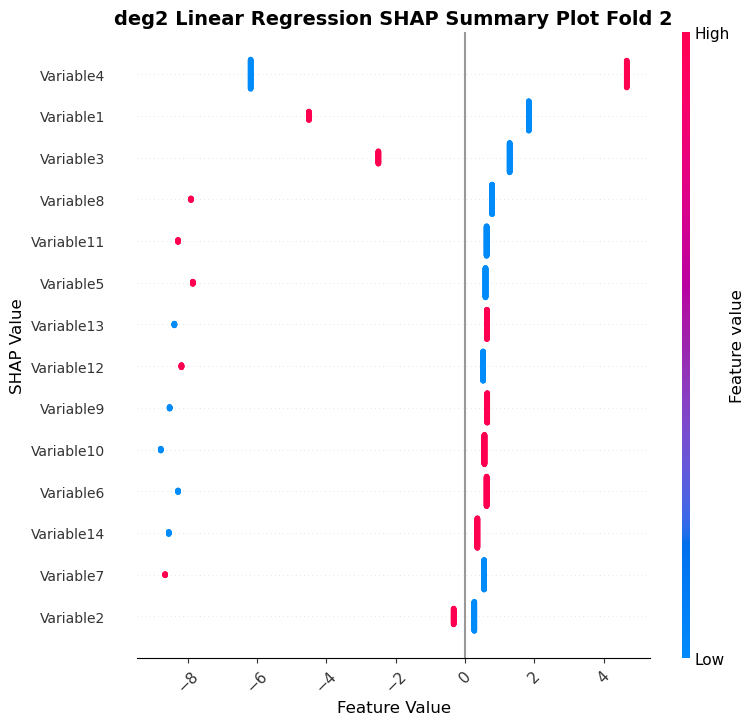 deg2 Linear Regression SHAP Summary Plot Fold 2
High
Variable4
Variable1
Variable3
Variable8
Variable11
Variable5
Variable13
Variable12
Variable9
Variable10
Variable6
Variable14
Variable7
Variable2
SHAP Value
Feature value
Low
−8 −6 −4 −2 0 2 4
Feature Value